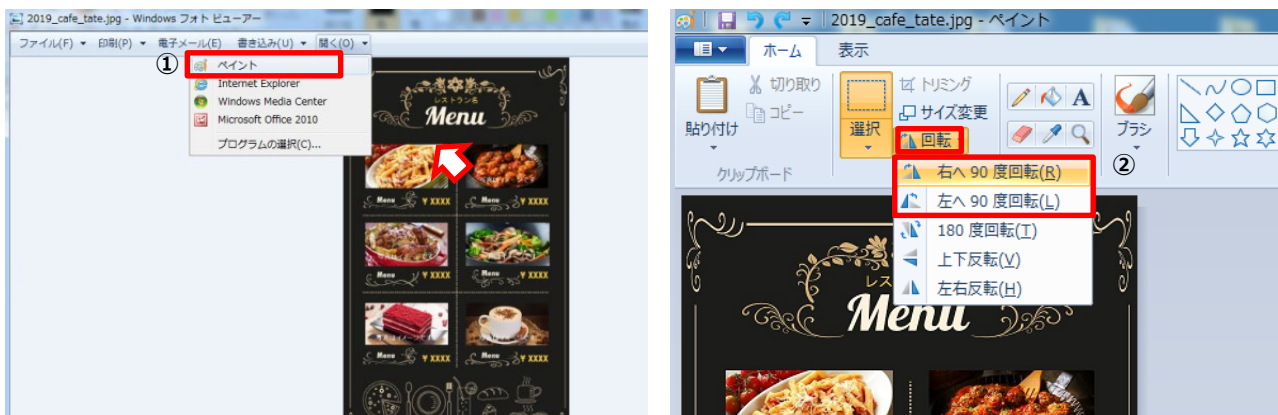 2019_cafe_tate.jpg - Windows フォト ビューアー
ファイル(F) ▼ 印刷(P) ▼ 電子メール(E) 書き込み(U) ▼ 開く(O) ▼
① ペイント
Internet Explorer
Windows Media Center
Microsoft Office 2010
プログラムの選択(C)...
レストラン名
Menu
Menu ¥ XXXX Menu ¥ XXXX
Menu ¥ XXXX Menu ¥ XXXX
Menu ¥ XXXX Menu ¥ XXXX
2019_cafe_tate.jpg - ペイント
ホーム 表示
切り取り
コピー
貼り付け
クリップボード
選択
トリミング
サイズ変更
回転
A
ブラシ
②
右へ 90 度回転(R)
左へ 90 度回転(L)
180 度回転(T)
上下反転(V)
左右反転(H)
レス
Menu